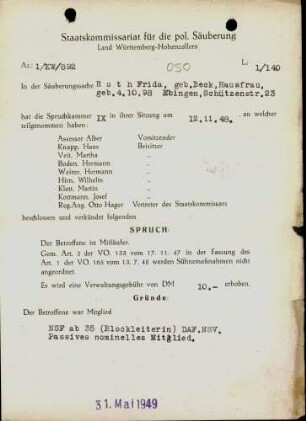 Staatskommissariat für die pol. Säuberung
Land Württemberg-Hohenzollern
Az.: 1/KW/892
050
L: 1/140
In der Säuberungssache Roth Frida, geb.Beck,Hausfrau,
geb.4.10.98 Ebingen,Schützenstr.23
hat die Spruchkammer IX in ihrer Sitzung am 12.11.48. an welcher
teilgenommen haben:
Assessor Alber Vorsitzender
Knapp, Hans Beisitzer
Veit, Martha "
Boden, Hermann "
Weimer, Hermann "
Hirn, Wilhelm "
Klett, Martin "
Kottmann, Josef "
Reg.Ang. Otto Hager Vertreter des Staatskommissars
beschlossen und verkündet folgenden
SPRUCH:
Der Betroffene ist Mitläufer.
Gem. Art. 3 der VO. 133 vom 17. 11. 47 in der Fassung des
Art. 1 der VO. 165 vom 13. 7. 48 werden Sühnemaßnahmen nicht
angeordnet.
Es wird eine Verwaltungsgebühr von DM 10.- erhoben.
Gründe:
Der Betroffene war Mitglied
NSF ab 35 (Blockleiterin) DAF.NSV.
Passives nominelles Mitglied.
31. Mai 1949